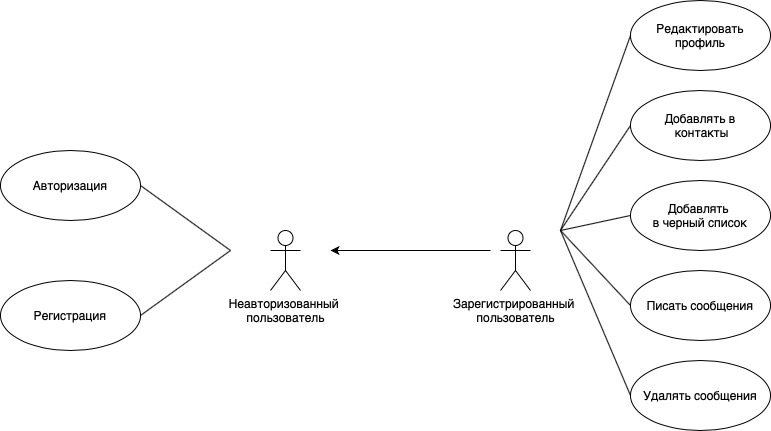 Редактировать
профиль
Добавлять в
контакты
Авторизация
Добавлять
в черный список
Неавторизованный
пользователь
Зарегистрированный
пользователь
Регистрация
Писать сообщения
Удалять сообщения